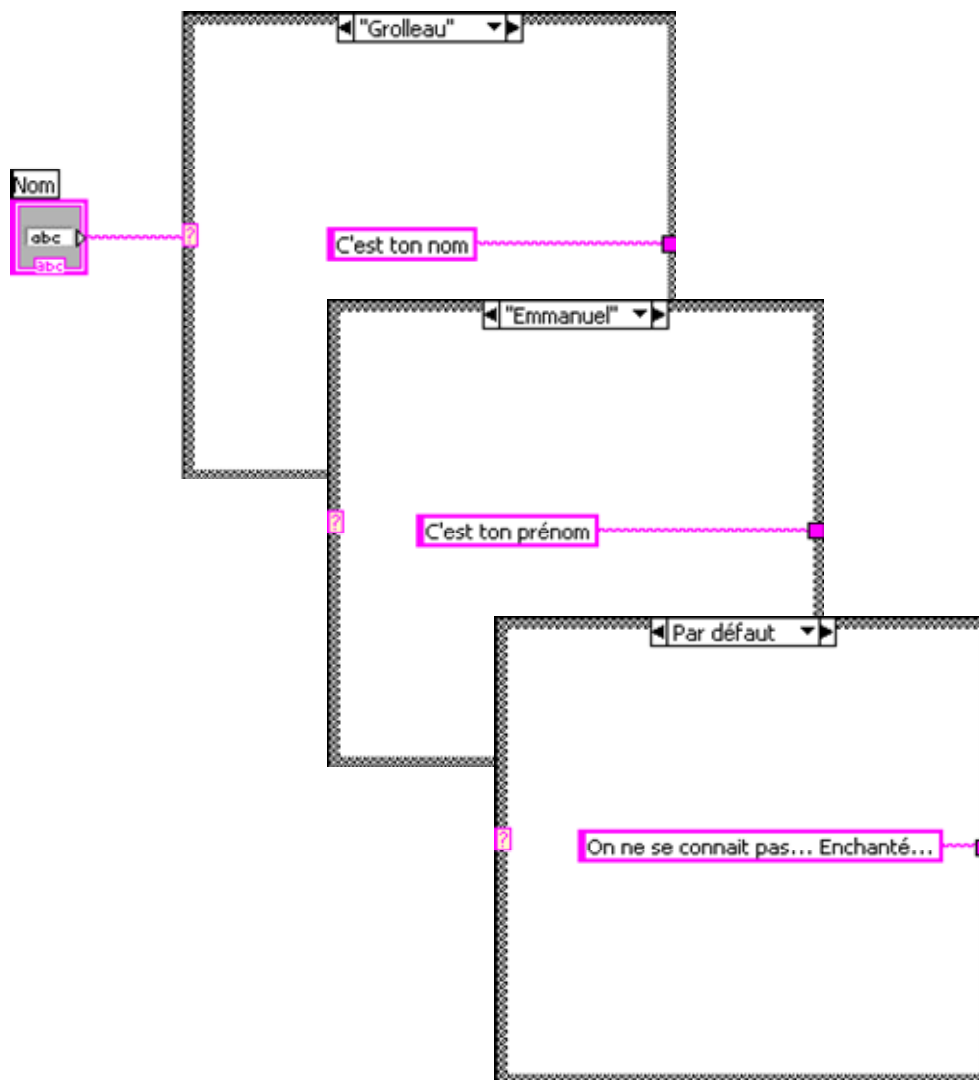 "Grolleau"
Nom
abc
abc
?
C'est ton nom
"Emmanuel"
?
C'est ton prénom
Par défaut
?
On ne se connait pas... Enchanté...